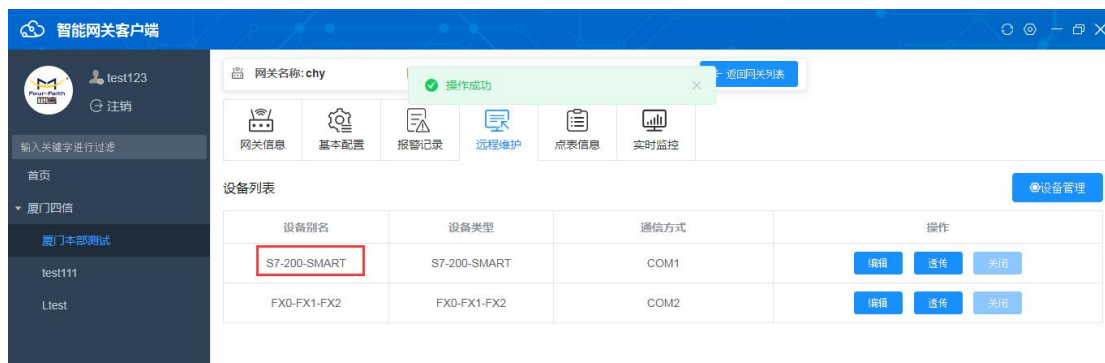 智能网关客户端
Four-Faith
四信
test123
注销
输入关键字进行过滤
首页
厦门四信
厦门本部测试
test111
Ltest
网关名称: chy
操作成功
返回网关列表
网关信息 基本配置 报警记录 远程维护 点表信息 实时监控
设备列表 设备管理
设备别名 设备类型 通信方式 操作
S7-200-SMART S7-200-SMART COM1 编辑 透传 关闭
FX0-FX1-FX2 FX0-FX1-FX2 COM2 编辑 透传 关闭